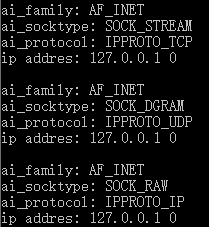 ai_family: AF_INET
ai_socktype: SOCK_STREAM
ai_protocol: IPPROTO_TCP
ip addres: 127.0.0.1 0
ai_family: AF_INET
ai_socktype: SOCK_DGRAM
ai_protocol: IPPROTO_UDP
ip addres: 127.0.0.1 0
ai_family: AF_INET
ai_socktype: SOCK_RAW
ai_protocol: IPPROTO_IP
ip addres: 127.0.0.1 0